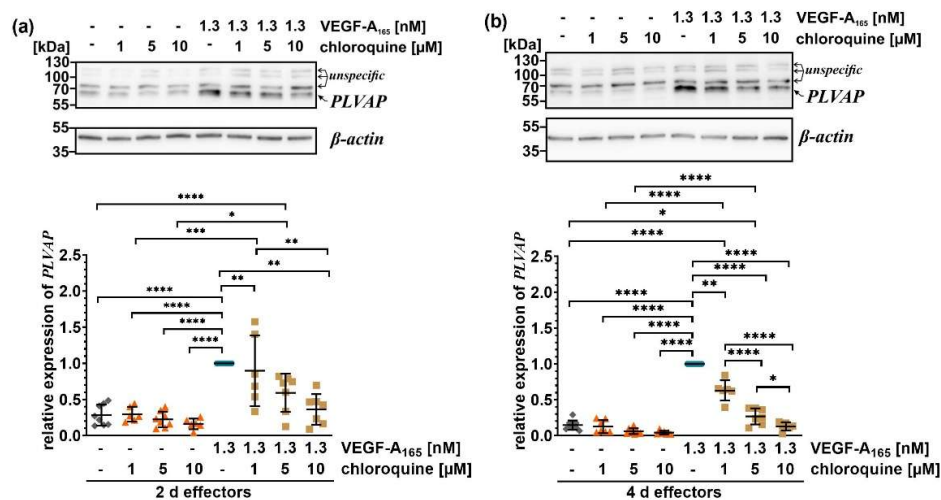 (a)
VEGF-A165 [nM] - - - - 1.3 1.3 1.3 1.3
chloroquine [µM] - 1 5 10 - 1 5 10
[kDa]
130
100
70
55
unspecific
PLVAP
55
35
β-actin
****
*
***
**
**
**
****
****
****
****
relative expression of PLVAP
2.5
2.0
1.5
1.0
0.5
0.0
- - - - 1.3 1.3 1.3 1.3 VEGF-A165 [nM]
- 1 5 10 - 1 5 10 chloroquine [µM]
2 d effectors
(b)
VEGF-A165 [nM] - - - - 1.3 1.3 1.3 1.3
chloroquine [µM] - 1 5 10 - 1 5 10
[kDa]
130
100
70
55
unspecific
PLVAP
55
35
β-actin
****
****
*
****
****
****
**
****
****
****
****
****
****
*
relative expression of PLVAP
2.5
2.0
1.5
1.0
0.5
0.0
- - - - 1.3 1.3 1.3 1.3 VEGF-A165 [nM]
- 1 5 10 - 1 5 10 chloroquine [µM]
4 d effectors